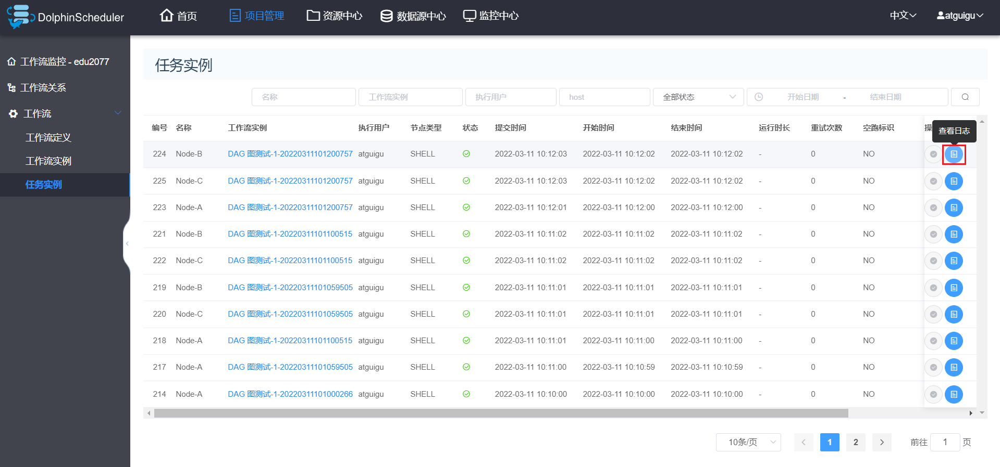 DolphinScheduler 首页 项目管理 资源中心 数据源中心 监控中心 中文 atguigu
工作流监控 - edu2077
工作流关系
工作流
工作流定义
工作流实例
任务实例
任务实例
名称 工作流实例 执行用户 host 全部状态 开始日期 - 结束日期
编号 名称 工作流实例 执行用户 节点类型 状态 提交时间 开始时间 结束时间 运行时长 重试次数 空跑标识 操
查看日志
224 Node-B DAG 图测试-1-20220311101200757 atguigu SHELL 2022-03-11 10:12:03 2022-03-11 10:12:02 2022-03-11 10:12:02 - 0 NO
225 Node-C DAG 图测试-1-20220311101200757 atguigu SHELL 2022-03-11 10:12:03 2022-03-11 10:12:02 2022-03-11 10:12:02 - 0 NO
223 Node-A DAG 图测试-1-20220311101200757 atguigu SHELL 2022-03-11 10:12:01 2022-03-11 10:12:00 2022-03-11 10:12:00 - 0 NO
221 Node-B DAG 图测试-1-20220311101100515 atguigu SHELL 2022-03-11 10:11:02 2022-03-11 10:11:02 2022-03-11 10:11:02 - 0 NO
222 Node-C DAG 图测试-1-20220311101100515 atguigu SHELL 2022-03-11 10:11:02 2022-03-11 10:11:02 2022-03-11 10:11:02 - 0 NO
219 Node-B DAG 图测试-1-20220311101059505 atguigu SHELL 2022-03-11 10:11:01 2022-03-11 10:11:01 2022-03-11 10:11:01 - 0 NO
220 Node-C DAG 图测试-1-20220311101059505 atguigu SHELL 2022-03-11 10:11:01 2022-03-11 10:11:01 2022-03-11 10:11:01 - 0 NO
218 Node-A DAG 图测试-1-20220311101100515 atguigu SHELL 2022-03-11 10:11:01 2022-03-11 10:11:00 2022-03-11 10:11:00 - 0 NO
217 Node-A DAG 图测试-1-20220311101059505 atguigu SHELL 2022-03-11 10:11:00 2022-03-11 10:10:59 2022-03-11 10:10:59 - 0 NO
214 Node-A DAG 图测试-1-20220311101000266 atguigu SHELL 2022-03-11 10:10:00 2022-03-11 10:10:00 2022-03-11 10:10:00 - 0 NO
10条/页 1 2 前往 1 页